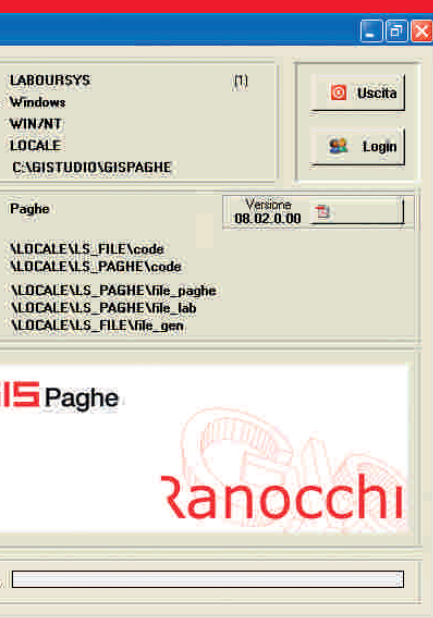 LABOURSYS (1)
Windows
WIN/NT
LOCALE
C:\GISTUDIO\GISPAGHE
Uscita
Login
Paghe
Versione
08.02.0.00
\LOCALE\LS_FILE\code
\LOCALE\LS_PAGHE\code
\LOCALE\LS_PAGHE\file_paghe
\LOCALE\LS_PAGHE\file_lab
\LOCALE\LS_FILE\file_gen
IS Paghe
Ranocchi